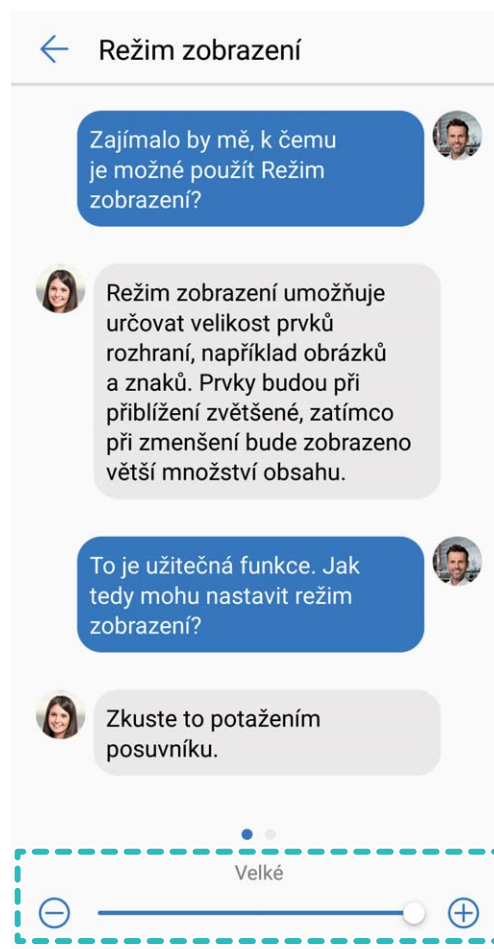 Režim zobrazení
Zajímalo by mě, k čemu
je možné použít Režim
zobrazení?
Režim zobrazení umožňuje
určovat velikost prvků
rozhraní, například obrázků
a znaků. Prvky budou při
přiblížení zvětšené, zatímco
při zmenšení bude zobrazeno
větší množství obsahu.
To je užitečná funkce. Jak
tedy mohu nastavit režim
zobrazení?
Zkuste to potažením
posuvníku.
Velké